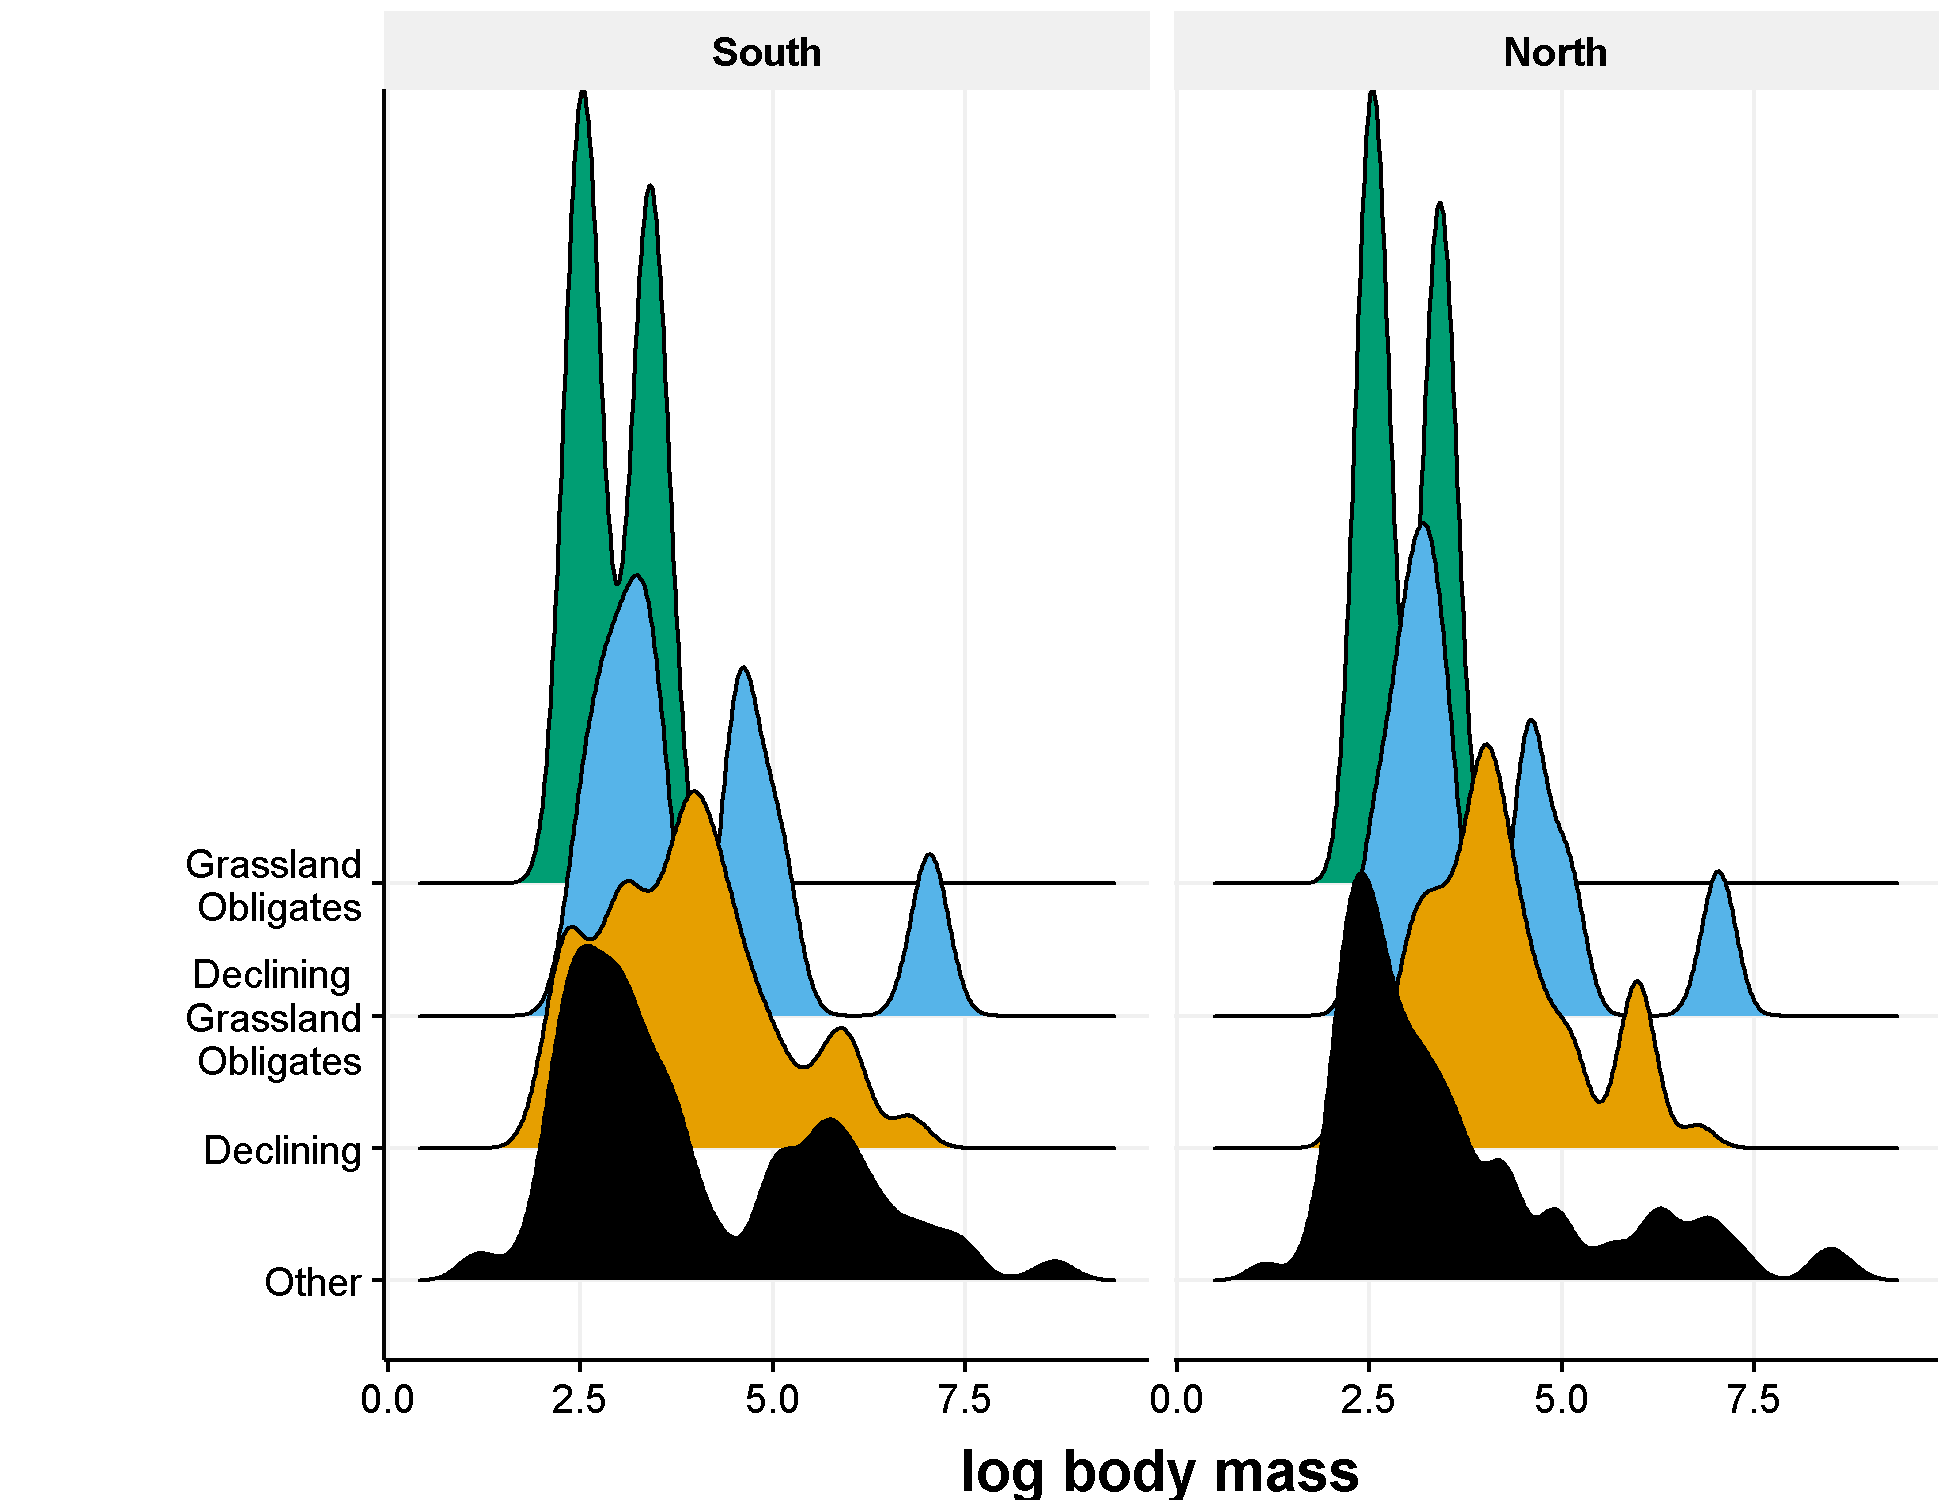 South
North
Grassland
Obligates
Declining
Grassland
Obligates
Declining
Other
0.0 2.5 5.0 7.5 0.0 2.5 5.0 7.5
log body mass